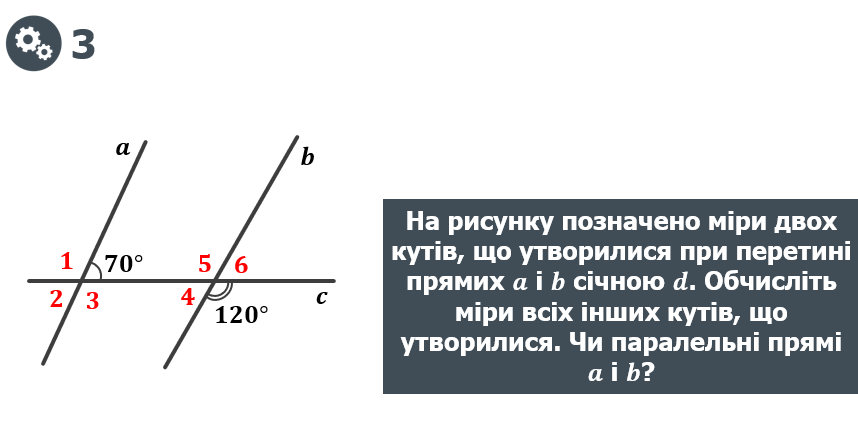 3
a
b
1 70° 5 6
2 3 4 c
120°
На рисунку позначено міри двох
кутів, що утворилися при перетині
прямих a і b січною d. Обчисліть
міри всіх інших кутів, що
утворилися. Чи паралельні прямі
a і b?